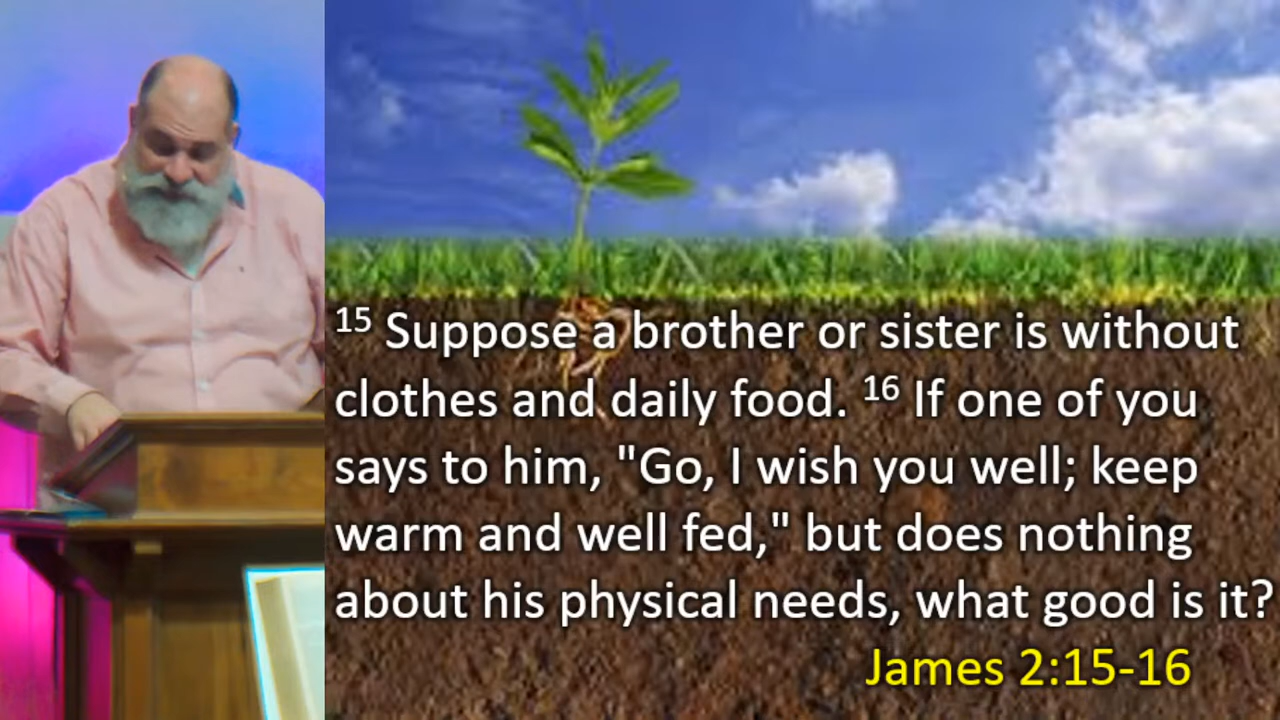 15 Suppose a brother or sister is without
clothes and daily food. 16 If one of you
says to him, "Go, I wish you well; keep
warm and well fed," but does nothing
about his physical needs, what good is it?
James 2:15-16